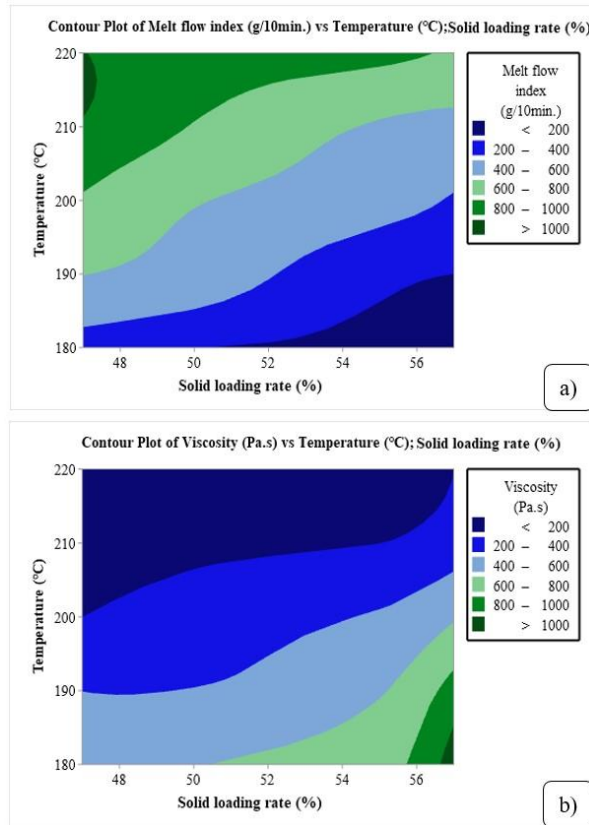 Contour Plot of Melt flow index (g/10min.) vs Temperature (°C);Solid loading rate (%)
220
210
200
190
180
Temperature (°C)
48 50 52 54 56
Solid loading rate (%)
Melt flow
index
(g/10min.)
< 200
200 – 400
400 – 600
600 – 800
800 – 1000
> 1000
a)
Contour Plot of Viscosity (Pa.s) vs Temperature (°C); Solid loading rate (%)
220
210
200
190
180
Temperature (°C)
48 50 52 54 56
Solid loading rate (%)
Viscosity
(Pa.s)
< 200
200 – 400
400 – 600
600 – 800
800 – 1000
> 1000
b)